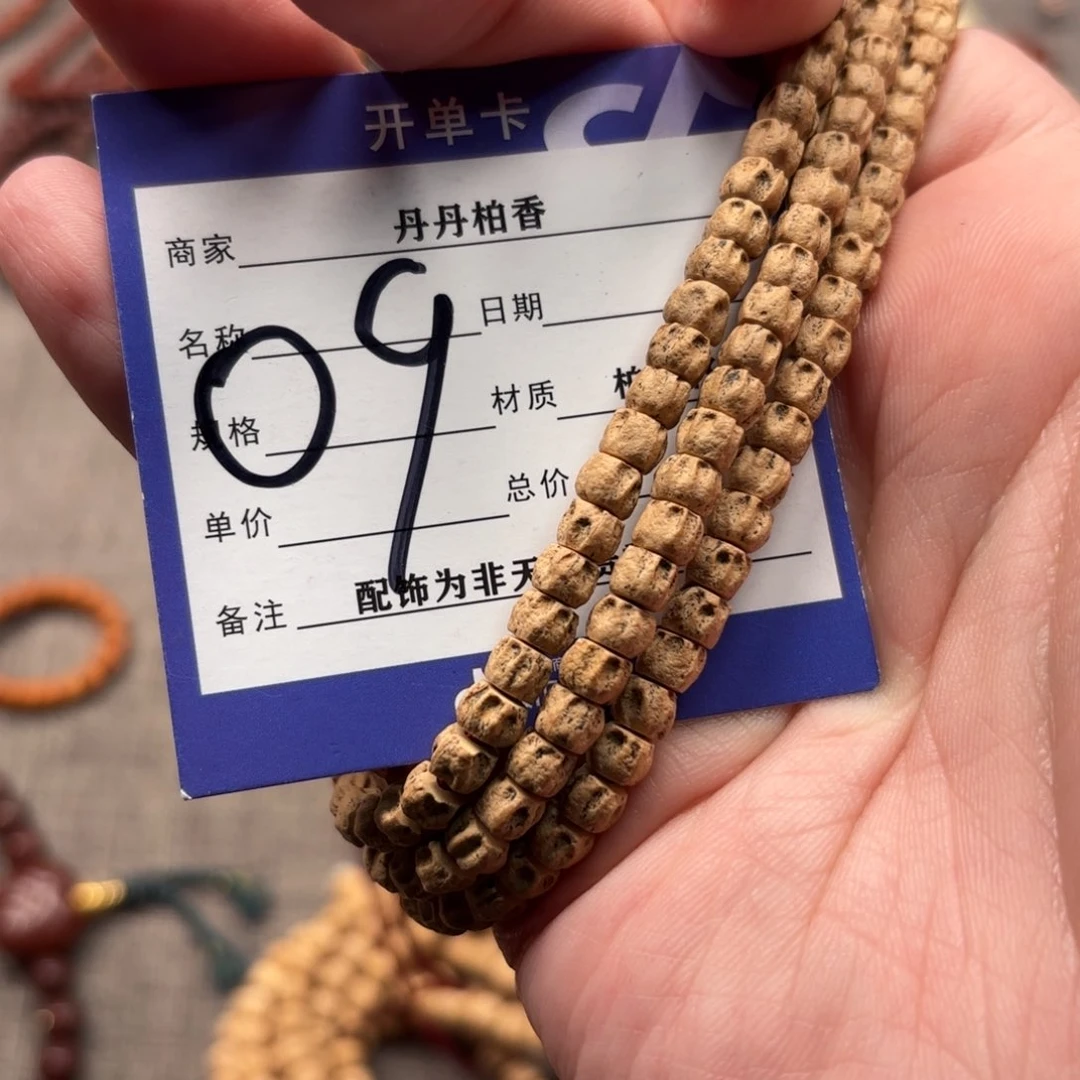 开单卡
商家 丹丹柏香
名称 日期
09
规格 材质
单价 总价
备注 配饰为非天